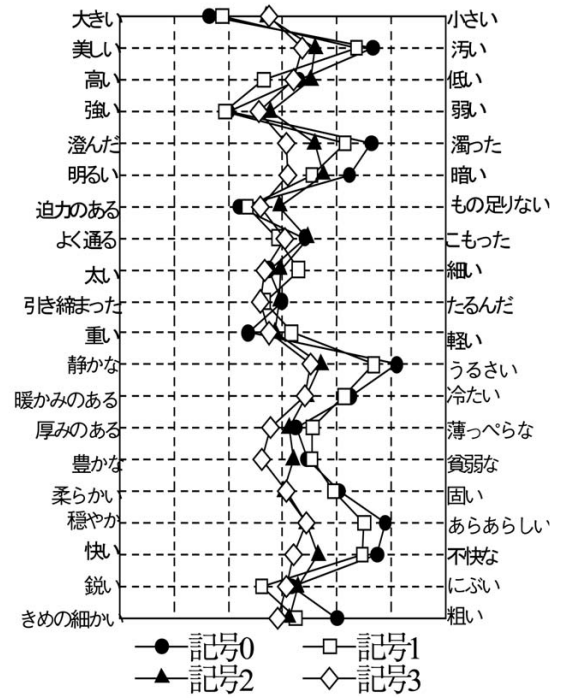 大きい 小さい
美しい 汚い
高い 低い
強い 弱い
澄んだ 濁った
明るい 暗い
迫力のある もの足りない
よく通る こもった
太い 細い
引き締まった たるんだ
重い 軽い
静かな うるさい
暖かみのある 冷たい
厚みのある 薄っぺらな
豊かな 貧弱な
柔らかい 固い
穏やか あらあらしい
快い 不快な
鋭い にぶい
きめの細かい 粗い
記号0 記号1
記号2 記号3